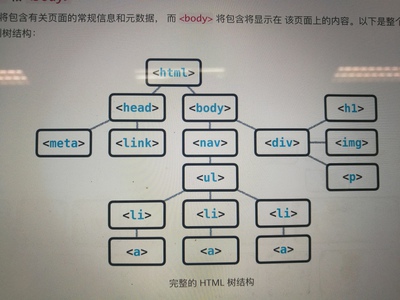 将包含有关页面的常规信息和元数据， 而 <body> 将包含将显示在 该页面上的内容。以下是整个
树结构：
<html>
<head> <body> <h1>
<meta> <link> <nav> <div> <img>
<ul> <p>
<li> <li> <li>
<a> <a> <a>
完整的 HTML 树结构